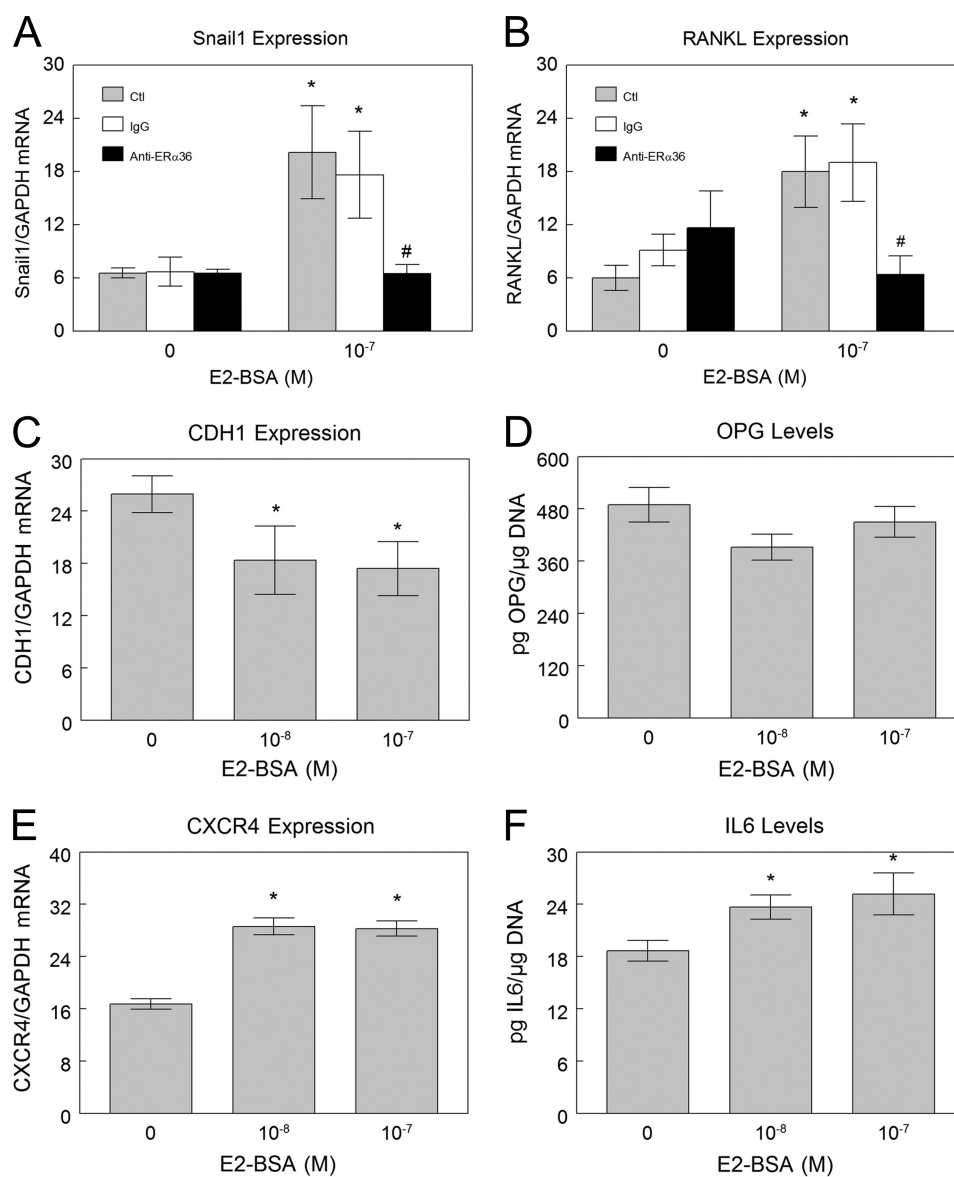 A
Snail1 Expression
Snail1/GAPDH mRNA
30
24
18
12
6
0
Ctl
IgG
Anti-ERα36
*
*
#
0
10⁻⁷
E2-BSA (M)
B
RANKL Expression
RANKL/GAPDH mRNA
30
24
18
12
6
0
Ctl
IgG
Anti-ERα36
*
*
#
0
10⁻⁷
E2-BSA (M)
C
CDH1 Expression
CDH1/GAPDH mRNA
30
24
18
12
6
0
*
*
0
10⁻⁸
10⁻⁷
E2-BSA (M)
D
OPG Levels
pg OPG/µg DNA
600
480
360
240
120
0
0
10⁻⁸
10⁻⁷
E2-BSA (M)
E
CXCR4 Expression
CXCR4/GAPDH mRNA
40
32
28
16
8
0
*
*
0
10⁻⁸
10⁻⁷
E2-BSA (M)
F
IL6 Levels
pg IL6/µg DNA
30
24
18
12
6
0
*
*
0
10⁻⁸
10⁻⁷
E2-BSA (M)